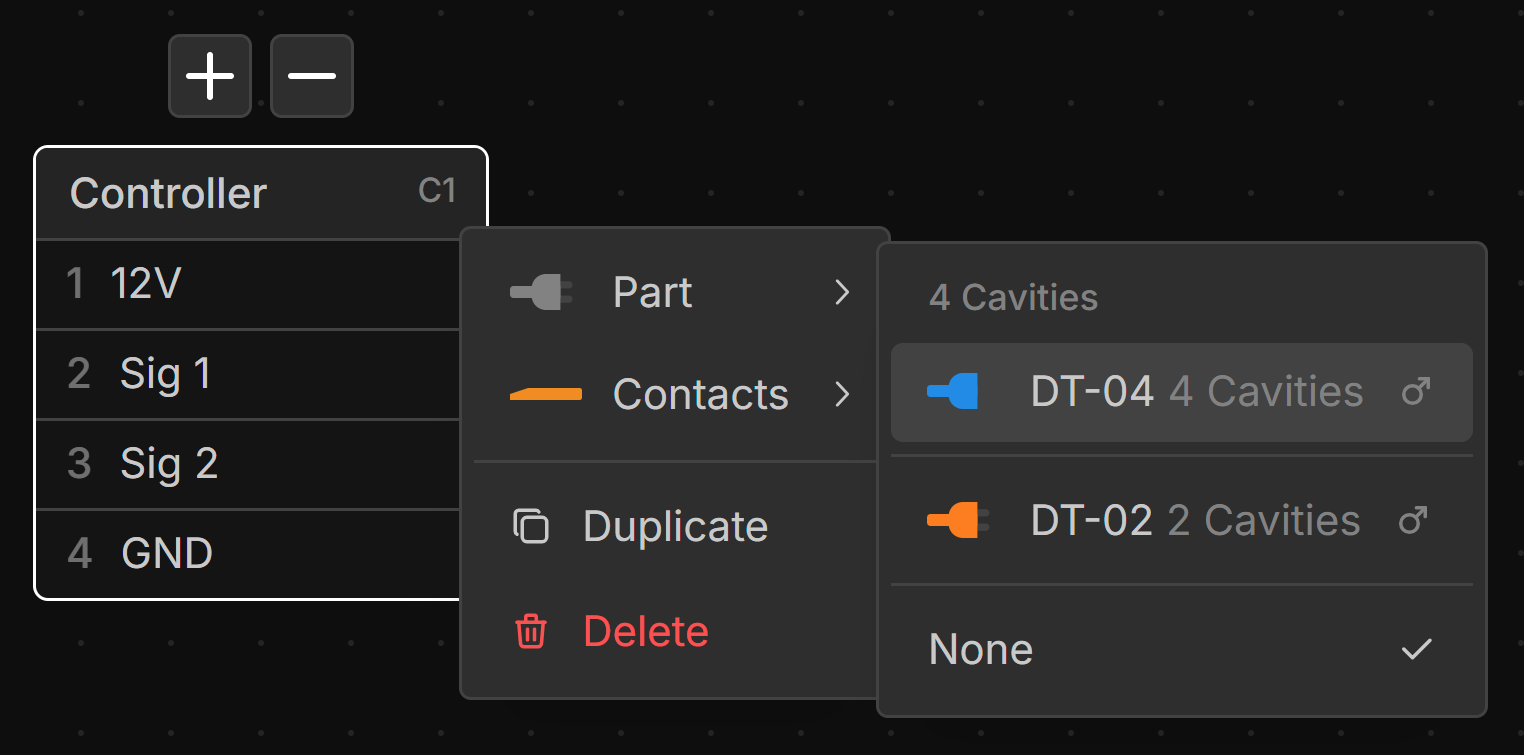 Controller C1
1 12V
2 Sig 1
3 Sig 2
4 GND
Part
Contacts
Duplicate
Delete
4 Cavities
DT-04 4 Cavities ♂
DT-02 2 Cavities ♂
None